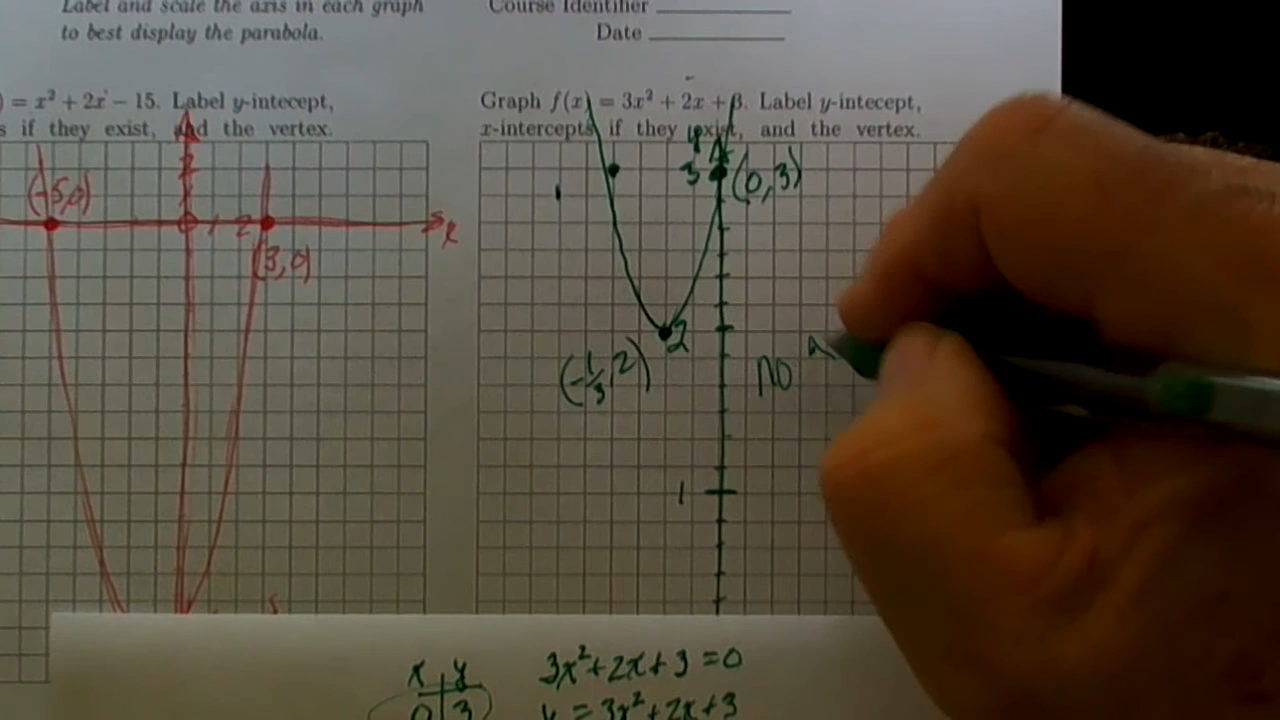 Label and scale the axis in each graph
to best display the parabola.
Course Identifier
Date
) = x² + 2x − 15. Label y-intecept,
s if they exist, and the vertex.
(-5,0)
1 2
x
(3,0)
Graph f(x) = 3x² + 2x + 3. Label y-intecept,
x-intercepts if they exist, and the vertex.
y
3 (0,3)
2
(-1/3, 2)
no
1
x y
0 3
3x²+2x+3 =0
y = 3x²+2x+3